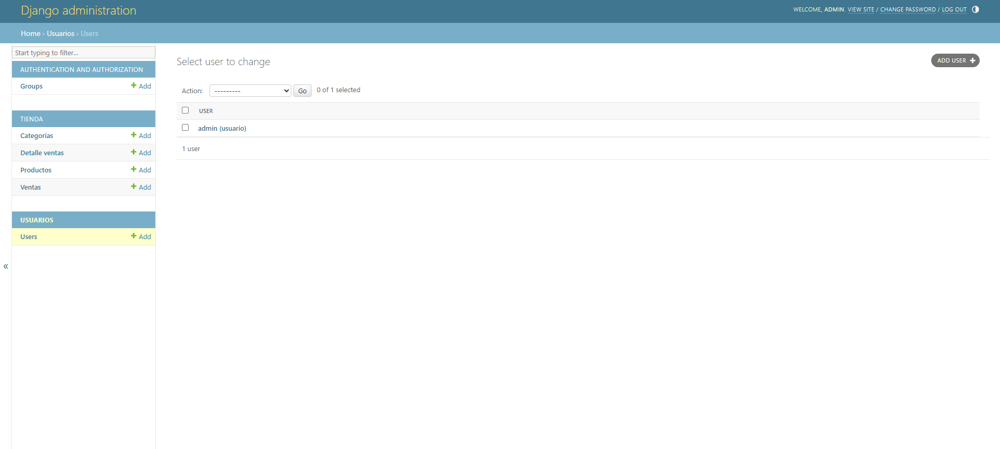 Django administration
WELCOME, ADMIN. VIEW SITE / CHANGE PASSWORD / LOG OUT
Home › Usuarios › Users
Start typing to filter...
AUTHENTICATION AND AUTHORIZATION
Groups + Add
TIENDA
Categorías + Add
Detalle ventas + Add
Productos + Add
Ventas + Add
USUARIOS
Users + Add
«
Select user to change
ADD USER +
Action: --------- Go 0 of 1 selected
USER
admin (usuario)
1 user